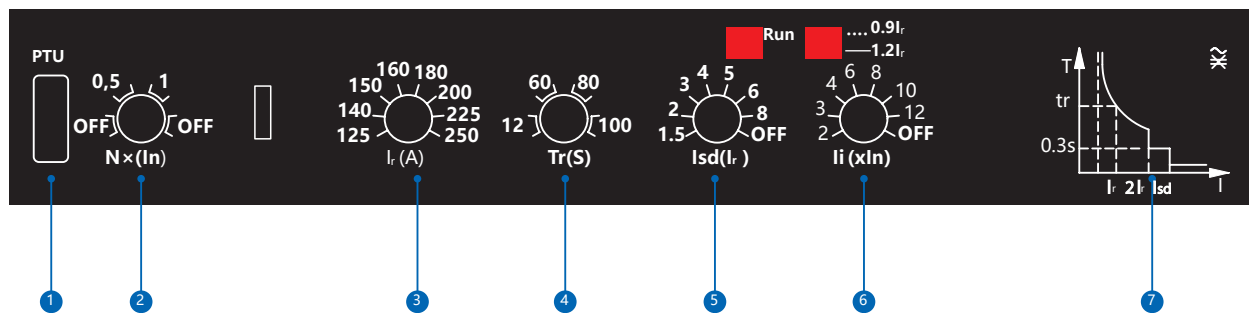 PTU
0,5 1
OFF OFF
N×(In)
160 180
150 200
140 225
125 250
Iᵣ (A)
60 80
12 100
Tr(S)
Run
4 5
3 6
2 8
1.5 OFF
Isd(Iᵣ )
....0.9Iᵣ
1.2Iᵣ
6 8
4 10
3 12
2 OFF
Ii (xIn)
T
tr
0.3s
Iᵣ 2Iᵣ Isd I
1 2 3 4 5 6 7